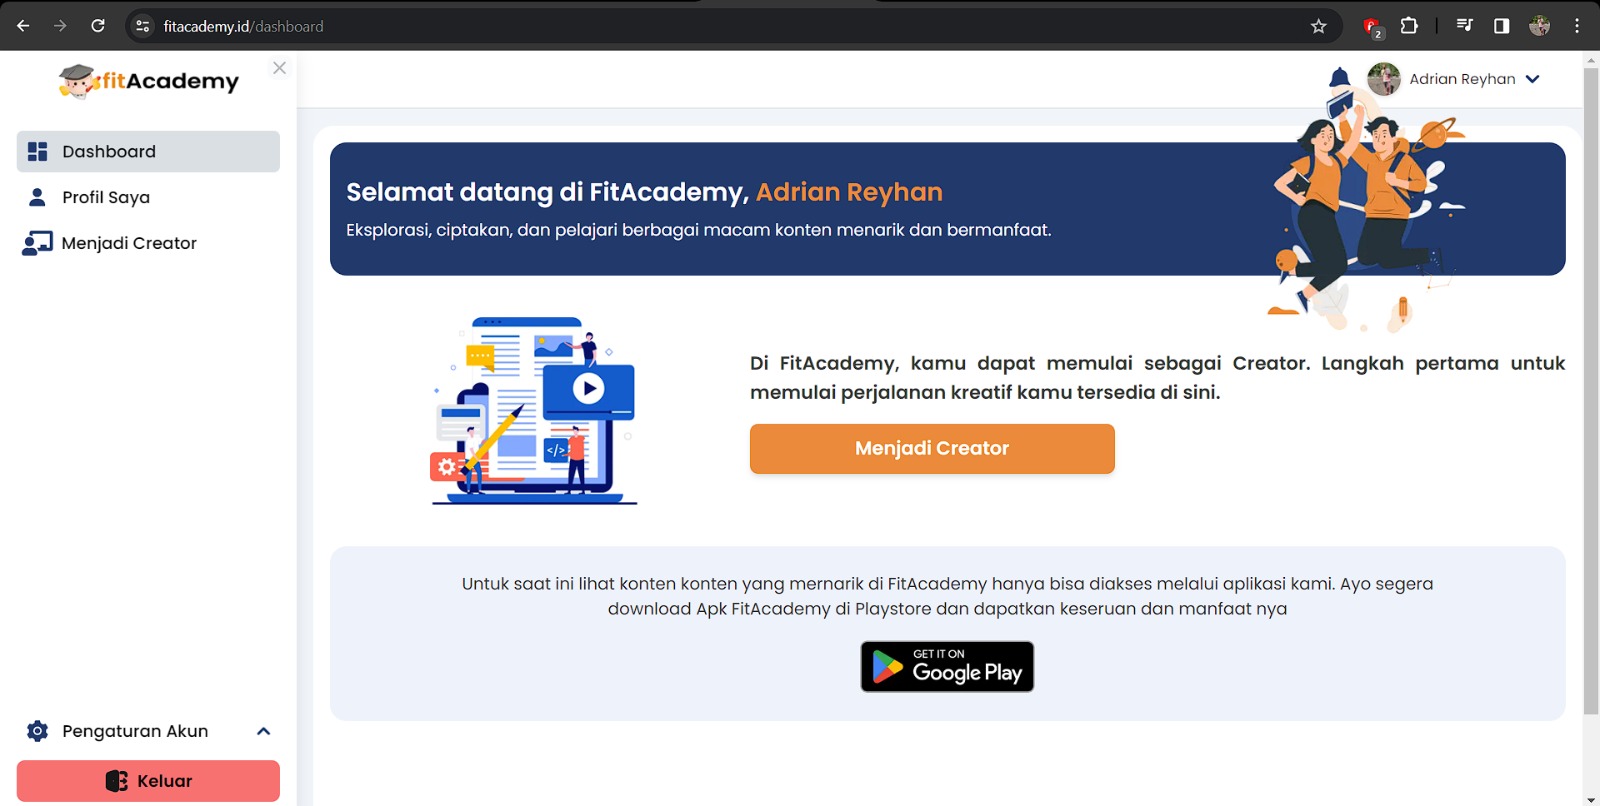 fitacademy.id/dashboard
2
fitAcademy
Adrian Reyhan
Dashboard
Profil Saya
Menjadi Creator
Selamat datang di FitAcademy, Adrian Reyhan
Eksplorasi, ciptakan, dan pelajari berbagai macam konten menarik dan bermanfaat.
</>
Di FitAcademy, kamu dapat memulai sebagai Creator. Langkah pertama untuk
memulai perjalanan kreatif kamu tersedia di sini.
Menjadi Creator
Untuk saat ini lihat konten konten yang mernarik di FitAcademy hanya bisa diakses melalui aplikasi kami. Ayo segera
download Apk FitAcademy di Playstore dan dapatkan keseruan dan manfaat nya
GET IT ON
Google Play
Pengaturan Akun
Keluar